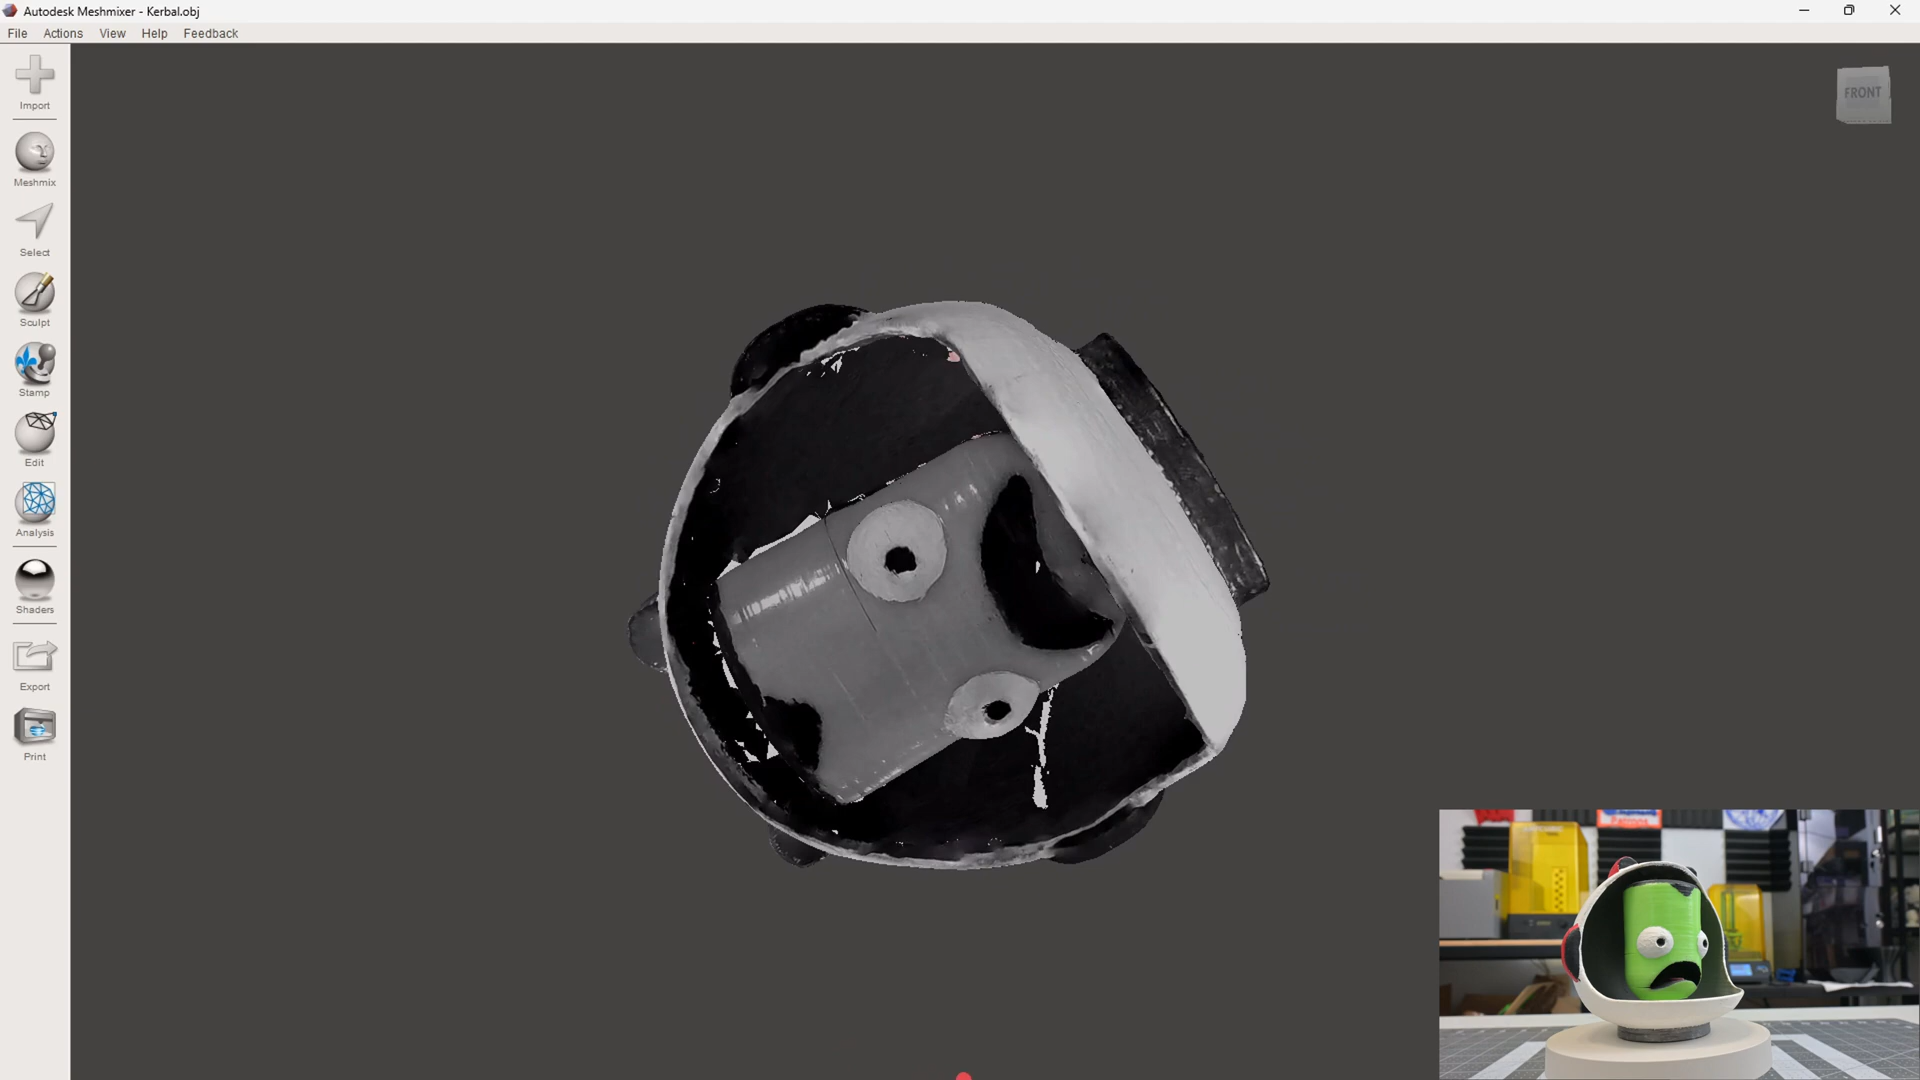 Autodesk Meshmixer - Kerbal.obj
File Actions View Help Feedback
Import
FRONT
Meshmix
Select
Sculpt
Stamp
Edit
Analysis
Shaders
Export
Print